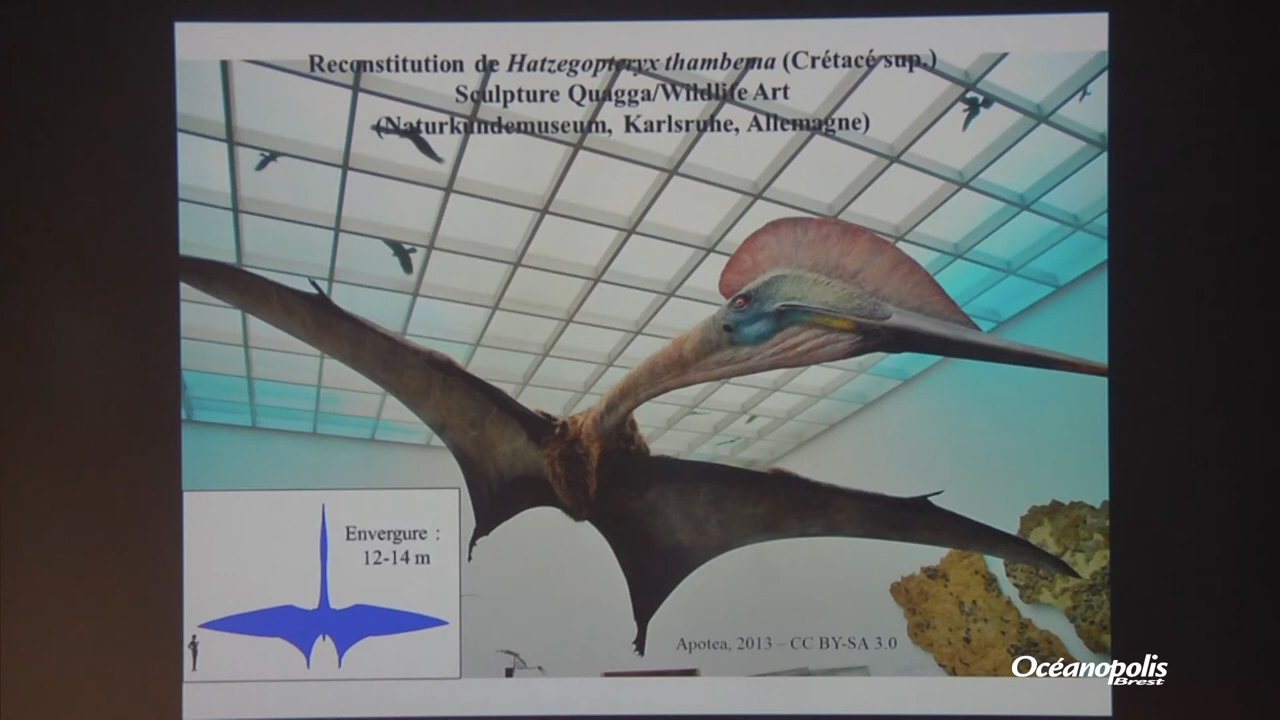 Reconstitution de Hatzegopteryx thambema (Crétacé sup.)
Sculpture Quagga/Wildlife Art
(Naturkundemuseum, Karlsruhe, Allemagne)
Envergure :
12-14 m
Apotea, 2013 – CC BY-SA 3.0
Océanopolis
Brest